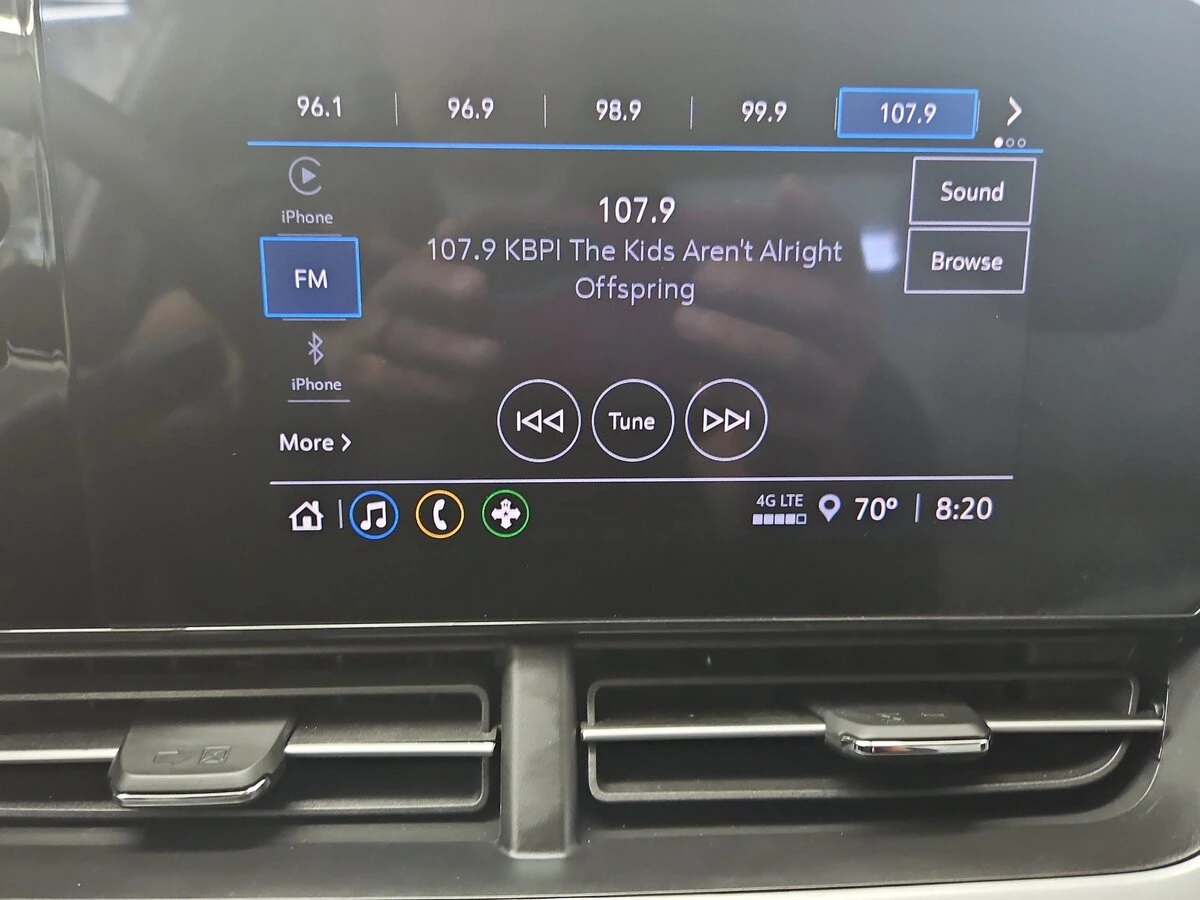 96.1 96.9 98.9 99.9 107.9
iPhone
FM
iPhone
More
107.9
107.9 KBPI The Kids Aren't Alright
Offspring
Tune
Sound
Browse
4G LTE
70° 8:20